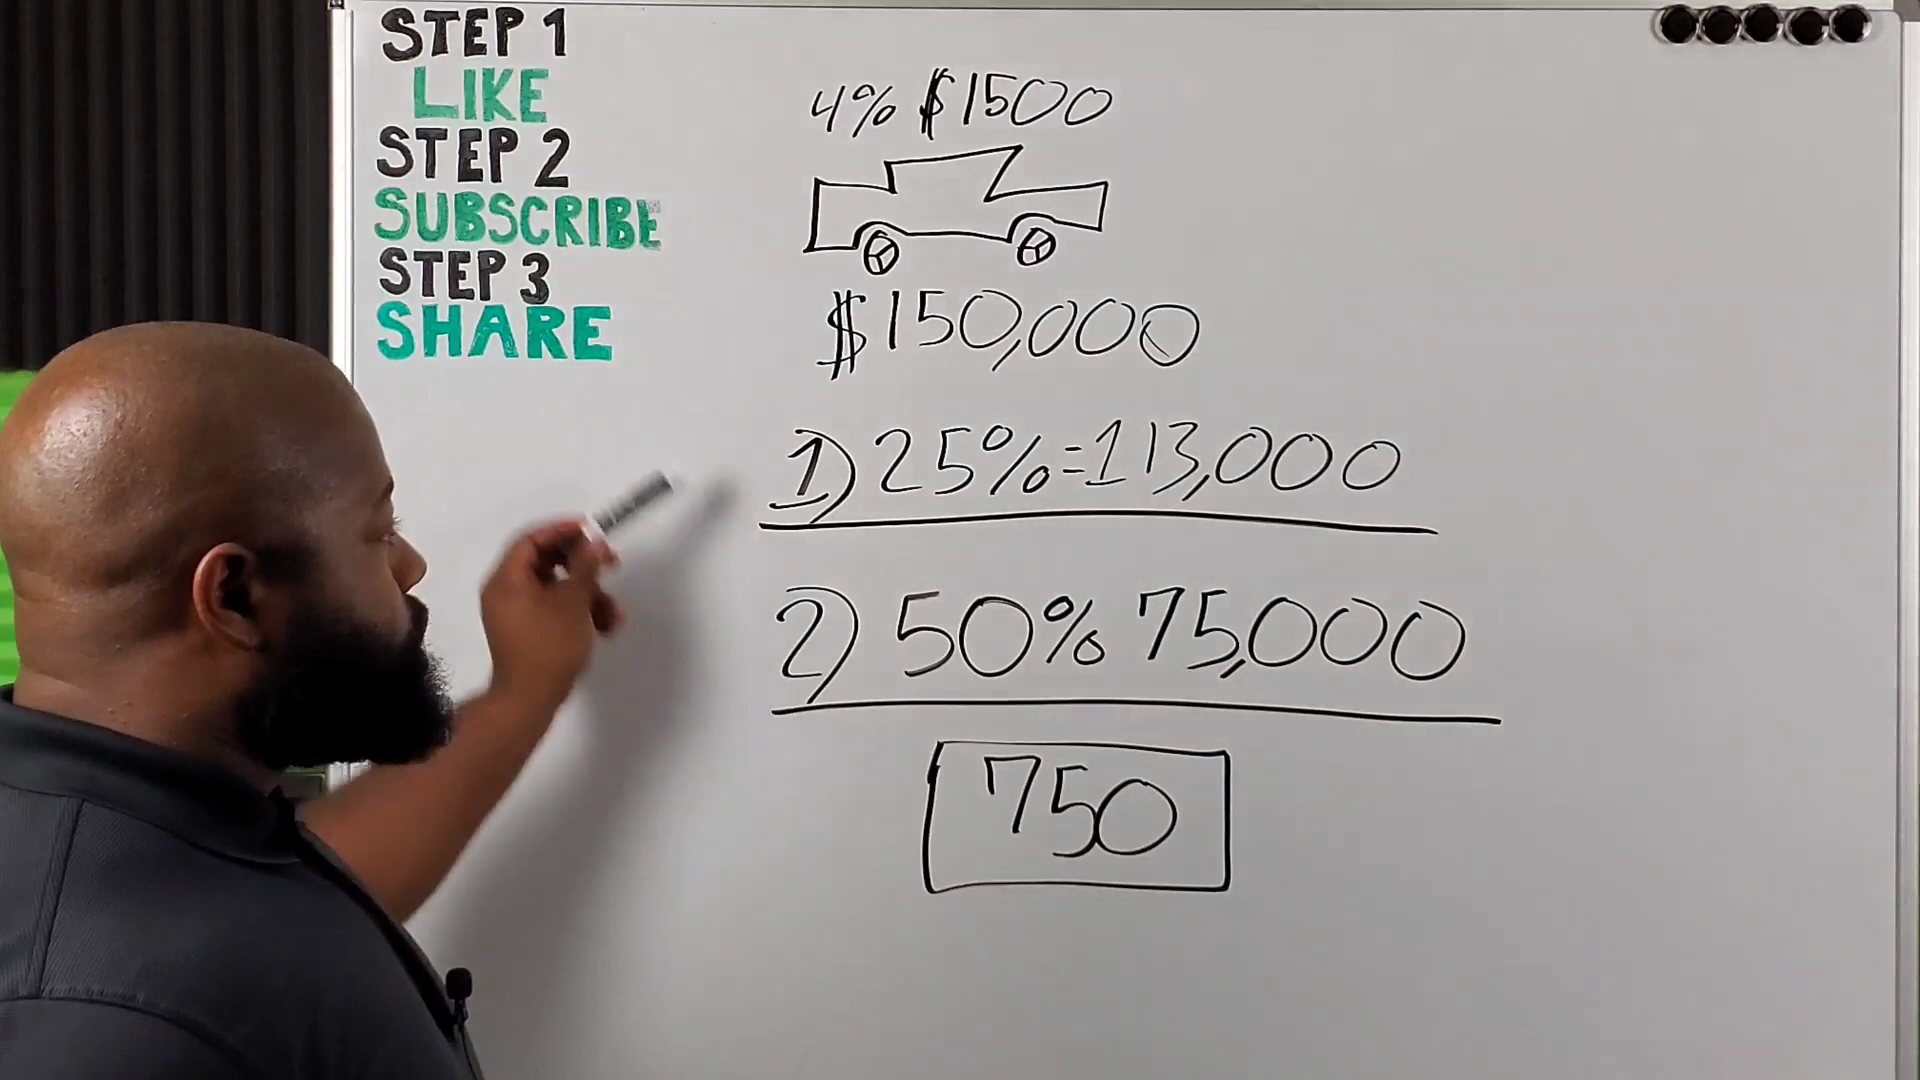 STEP 1
LIKE
STEP 2
SUBSCRIBE
STEP 3
SHARE
4% $1500
$150,000
1) 25%=113,000
2) 50% 75,000
750